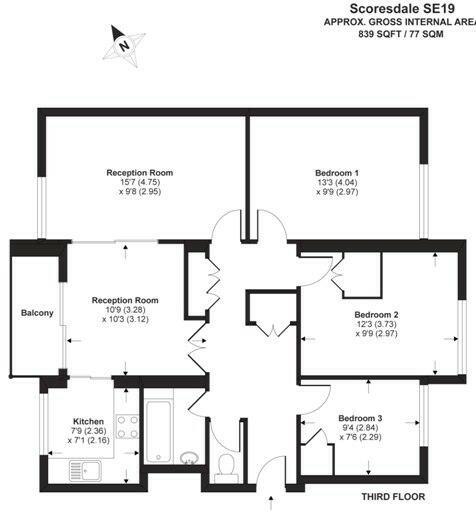 Scoresdale SE19
APPROX. GROSS INTERNAL AREA
839 SQFT / 77 SQM
N
Reception Room
15'7 (4.75)
x 9'8 (2.95)
Bedroom 1
13'3 (4.04)
x 9'9 (2.97)
Balcony
Reception Room
10'9 (3.28)
x 10'3 (3.12)
Bedroom 2
12'3 (3.73)
x 9'9 (2.97)
Kitchen
7'9 (2.36)
x 7'1 (2.16)
Bedroom 3
9'4 (2.84)
x 7'6 (2.29)
THIRD FLOOR